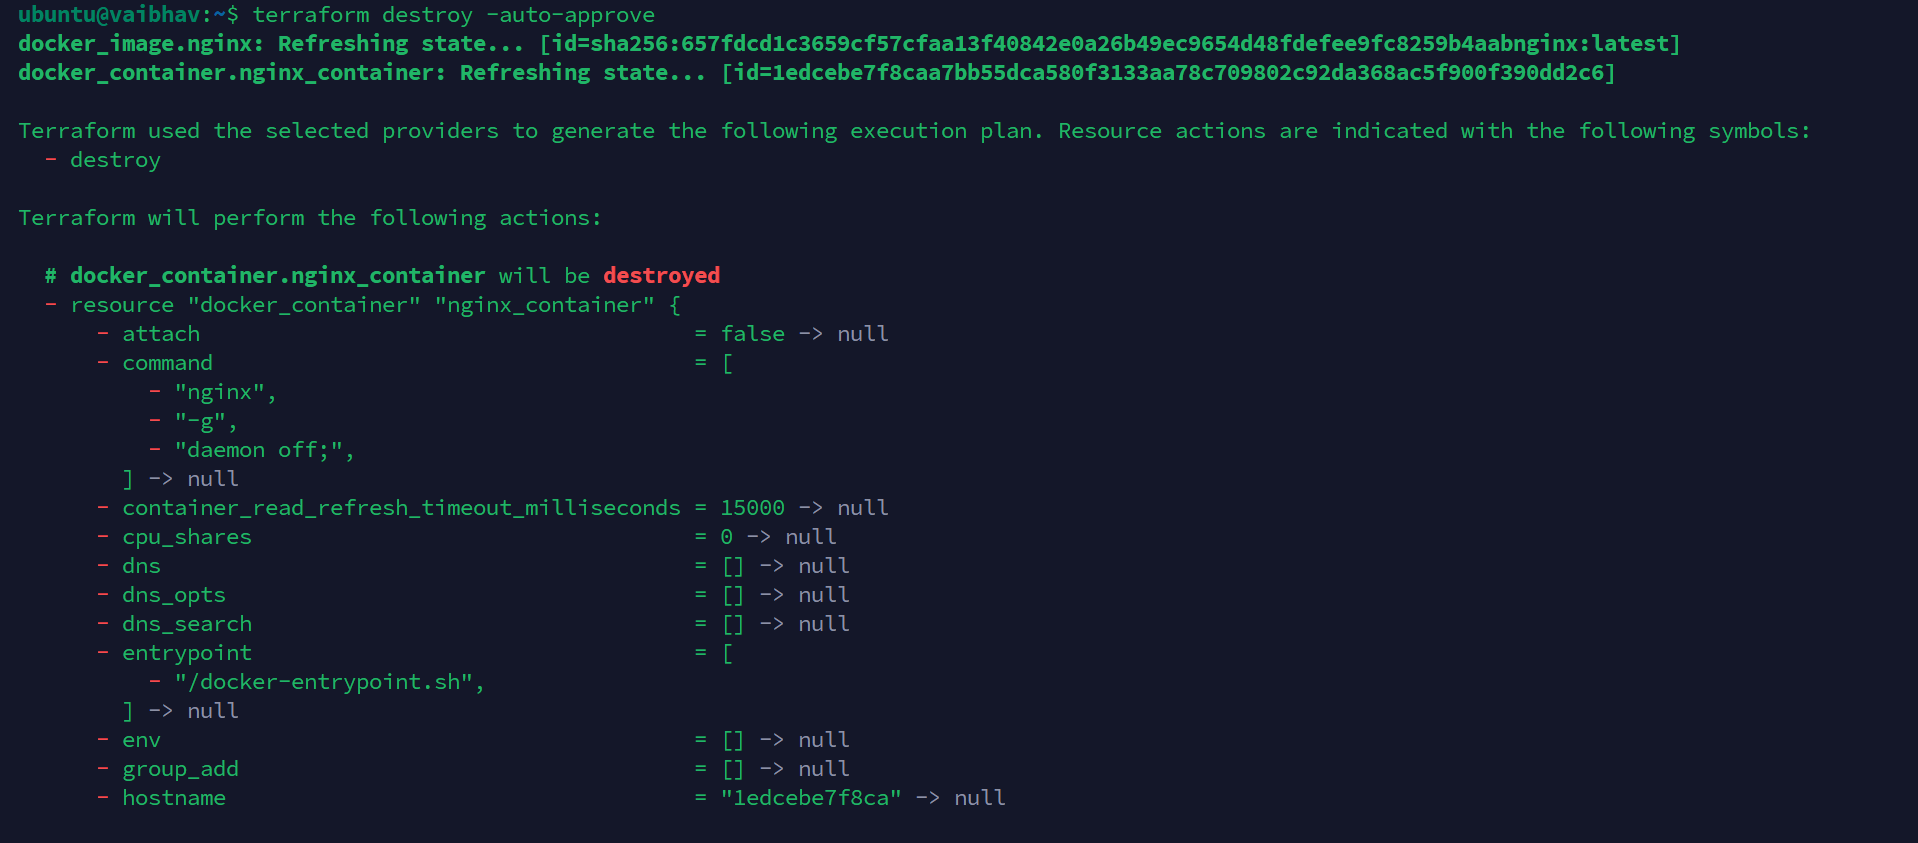 ubuntu@vaibhav:~$ terraform destroy -auto-approve
docker_image.nginx: Refreshing state... [id=sha256:657fdcd1c3659cf57cfaa13f40842e0a26b49ec9654d48fdefee9fc8259b4aabnginx:latest]
docker_container.nginx_container: Refreshing state... [id=1edcebe7f8caa7bb55dca580f3133aa78c709802c92da368ac5f900f390dd2c6]

Terraform used the selected providers to generate the following execution plan. Resource actions are indicated with the following symbols:
  - destroy

Terraform will perform the following actions:

  # docker_container.nginx_container will be destroyed
  - resource "docker_container" "nginx_container" {
      - attach                                      = false -> null
      - command                                     = [
          - "nginx",
          - "-g",
          - "daemon off;",
        ] -> null
      - container_read_refresh_timeout_milliseconds = 15000 -> null
      - cpu_shares                                  = 0 -> null
      - dns                                         = [] -> null
      - dns_opts                                    = [] -> null
      - dns_search                                  = [] -> null
      - entrypoint                                  = [
          - "/docker-entrypoint.sh",
        ] -> null
      - env                                         = [] -> null
      - group_add                                   = [] -> null
      - hostname                                    = "1edcebe7f8ca" -> null